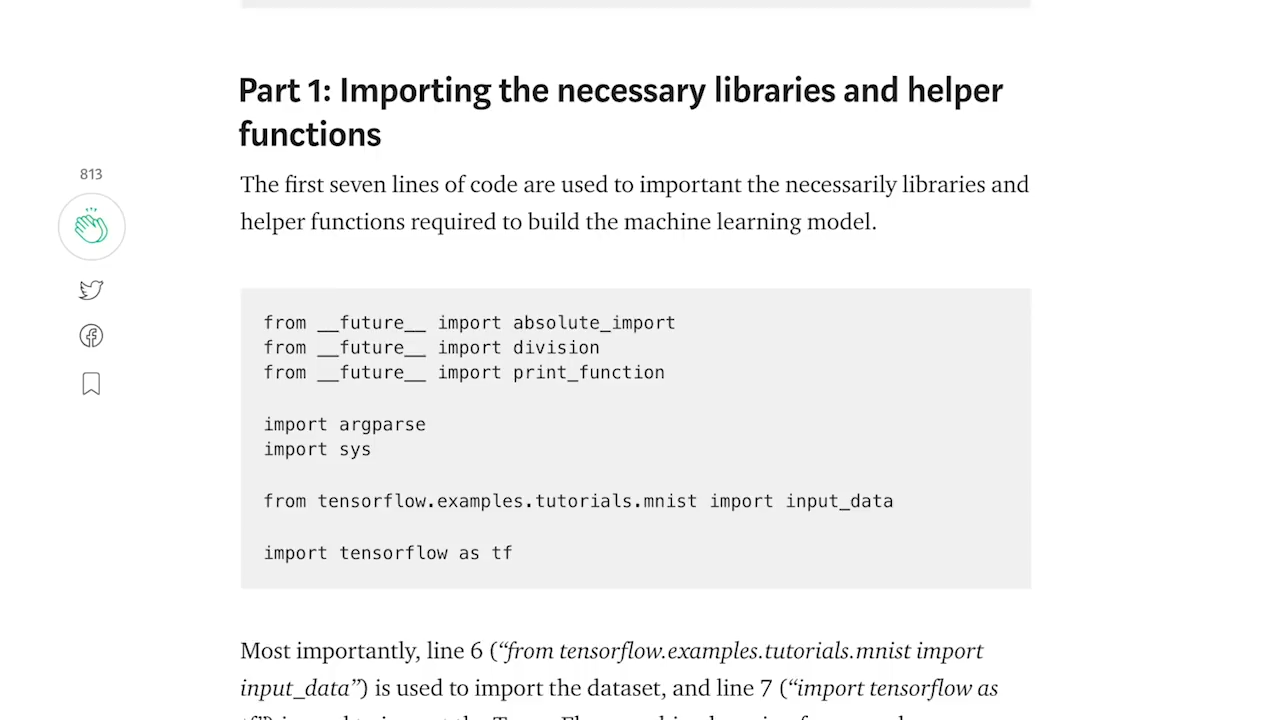 Part 1: Importing the necessary libraries and helper
functions
813
The first seven lines of code are used to important the necessarily libraries and
helper functions required to build the machine learning model.
from __future__ import absolute_import
from __future__ import division
from __future__ import print_function
import argparse
import sys
from tensorflow.examples.tutorials.mnist import input_data
import tensorflow as tf
Most importantly, line 6 (“from tensorflow.examples.tutorials.mnist import
input_data”) is used to import the dataset, and line 7 (“import tensorflow as